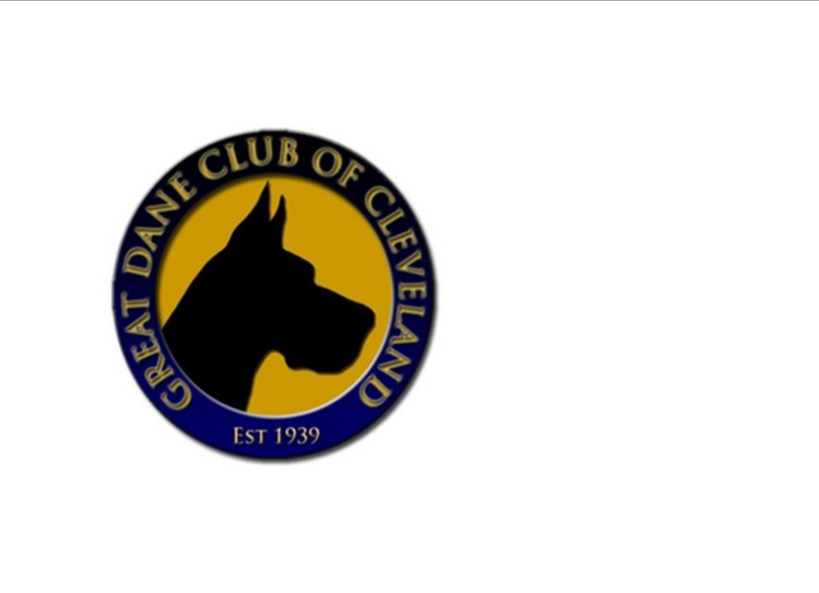 GREAT DANE CLUB OF CLEVELAND
EST 1939